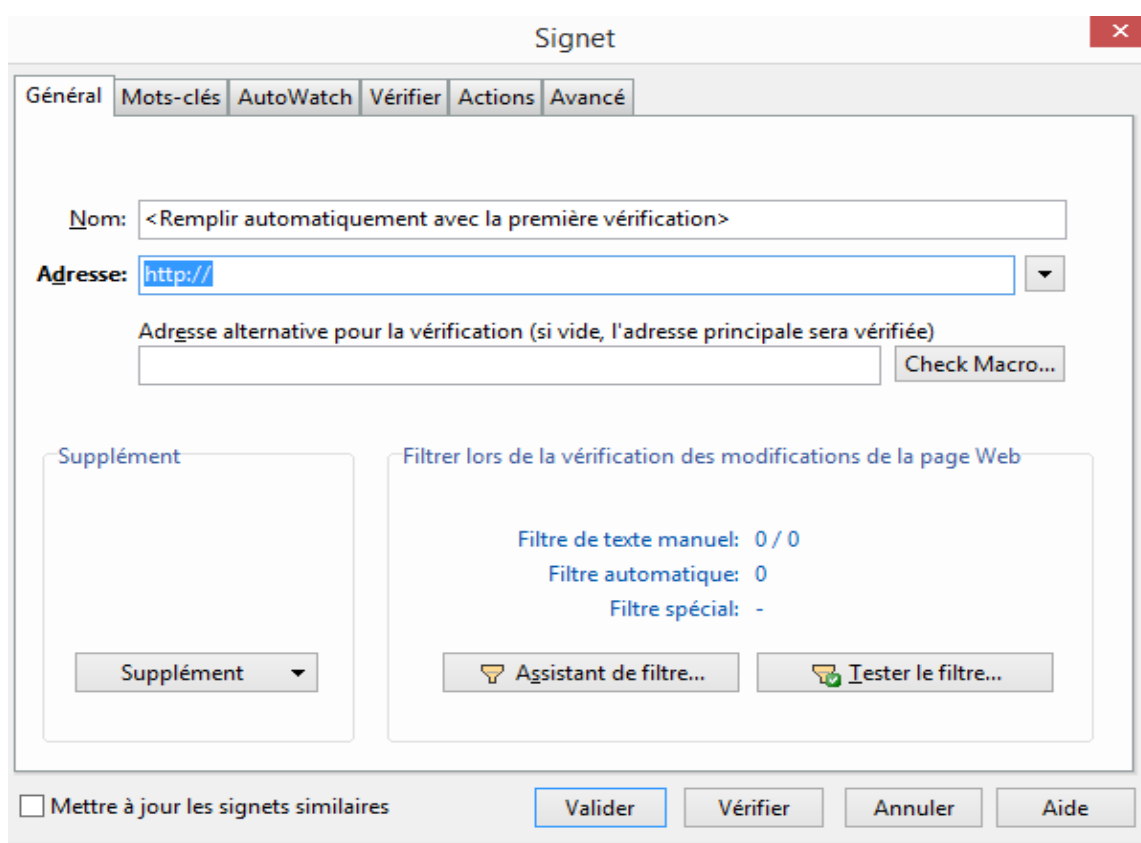 Signet
Général Mots-clés AutoWatch Vérifier Actions Avancé
Nom: <Remplir automatiquement avec la première vérification>
Adresse: http://
Adresse alternative pour la vérification (si vide, l'adresse principale sera vérifiée)
Check Macro...
Supplément
Filtrer lors de la vérification des modifications de la page Web
Filtre de texte manuel: 0 / 0
Filtre automatique: 0
Filtre spécial: -
Supplément
Assistant de filtre...
Tester le filtre...
Mettre à jour les signets similaires
Valider
Vérifier
Annuler
Aide